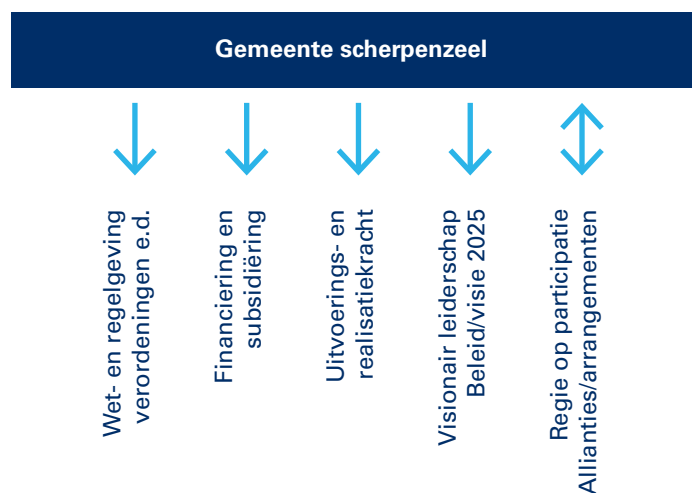 Gemeente scherpenzeel
Wet- en regelgeving
verordeningen e.d.
Financiering en
subsidiëring
Uitvoerings- en
realisatiekracht
Visionair leiderschap
Beleid/visie 2025
Regie op participatie
Allianties/arrangementen